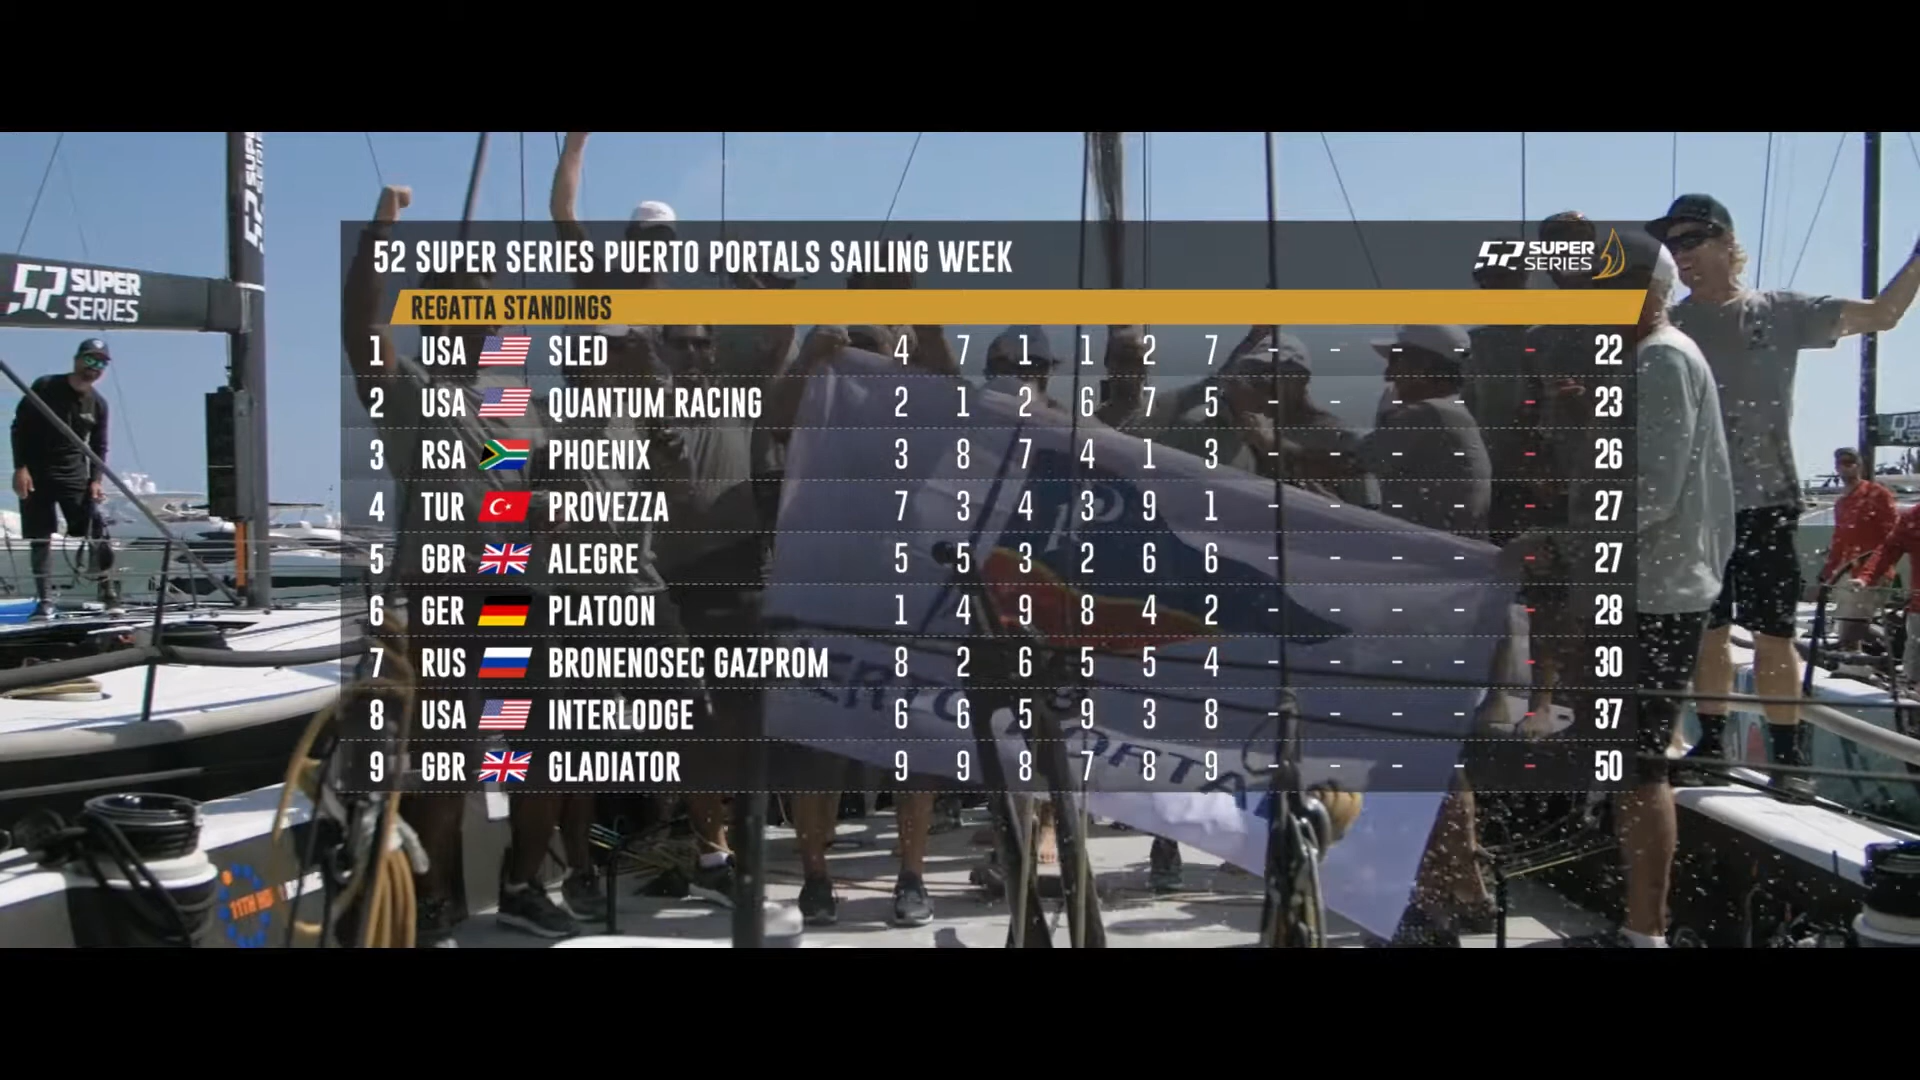 52 SUPER SERIES PUERTO PORTALS SAILING WEEK
52 SUPER SERIES
REGATTA STANDINGS
1 USA SLED 4 7 1 1 2 7 - - - - - 22
2 USA QUANTUM RACING 2 1 2 6 7 5 - - - - - 23
3 RSA PHOENIX 3 8 7 4 1 3 - - - - - 26
4 TUR PROVEZZA 7 3 4 3 9 1 - - - - - 27
5 GBR ALEGRE 5 5 3 2 6 6 - - - - - 27
6 GER PLATOON 1 4 9 8 4 2 - - - - - 28
7 RUS BRONENOSEC GAZPROM 8 2 6 5 5 4 - - - - - 30
8 USA INTERLODGE 6 6 5 9 3 8 - - - - - 37
9 GBR GLADIATOR 9 9 8 7 8 9 - - - - - 50
52 SUPER
SERIES
52 SUPER
11TH